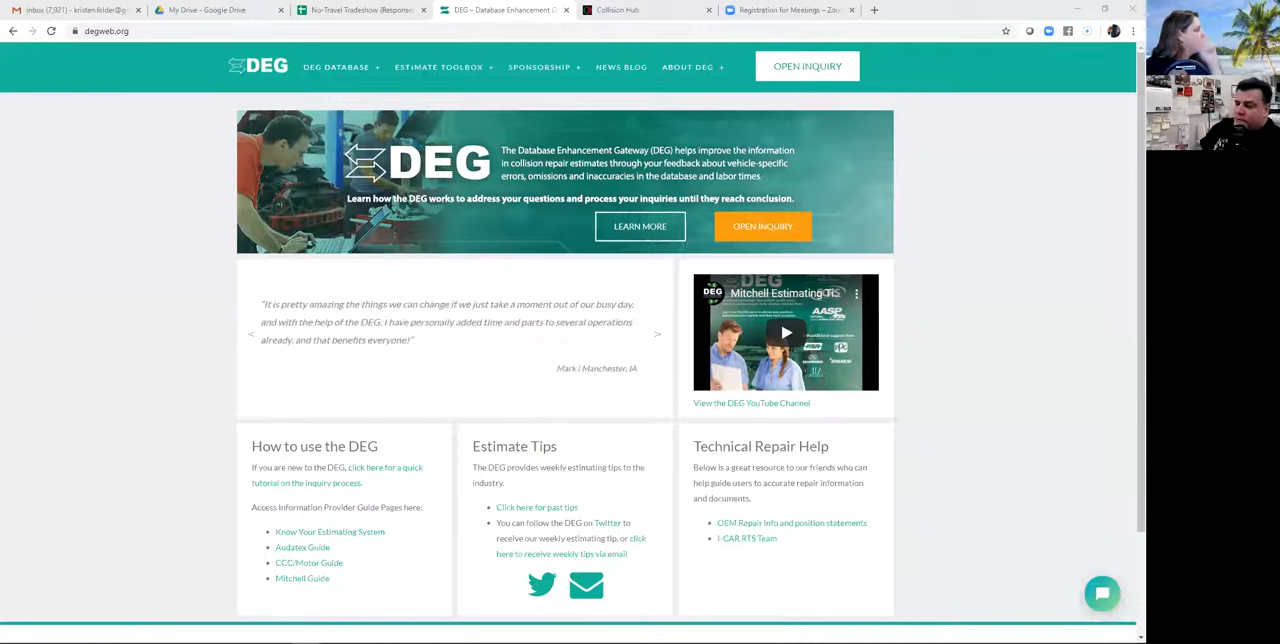 Inbox (7,921) - kristen.felder@g
My Drive - Google Drive
No-Travel Tradeshow (Responses
DEG – Database Enhancement G
Collision Hub
Registration for Meetings – Zoo
degweb.org
DEG
DEG DATABASE +
ESTIMATE TOOLBOX +
SPONSORSHIP +
NEWS BLOG
ABOUT DEG +
OPEN INQUIRY
DEG
The Database Enhancement Gateway (DEG) helps improve the information
in collision repair estimates through your feedback about vehicle-specific
errors, omissions and inaccuracies in the database and labor times.
Learn how the DEG works to address your questions and process your inquiries until they reach conclusion.
LEARN MORE
OPEN INQUIRY
"It is pretty amazing the things we can change if we just take a moment out of our busy day,
and with the help of the DEG. I have personally added time and parts to several operations
already, and that benefits everyone!"
Mark | Manchester, IA
<
>
DEG
Mitchell Estimating Ti...
AASP
View the DEG YouTube Channel
How to use the DEG
If you are new to the DEG, click here for a quick
tutorial on the inquiry process.
Access Information Provider Guide Pages here:
• Know Your Estimating System
• Audatex Guide
• CCC/Motor Guide
• Mitchell Guide
Estimate Tips
The DEG provides weekly estimating tips to the
industry.
• Click here for past tips
• You can follow the DEG on Twitter to
receive our weekly estimating tip, or click
here to receive weekly tips via email
Technical Repair Help
Below is a great resource to our friends who can
help guide users to accurate repair information
and documents.
• OEM Repair info and position statements
• I-CAR RTS Team